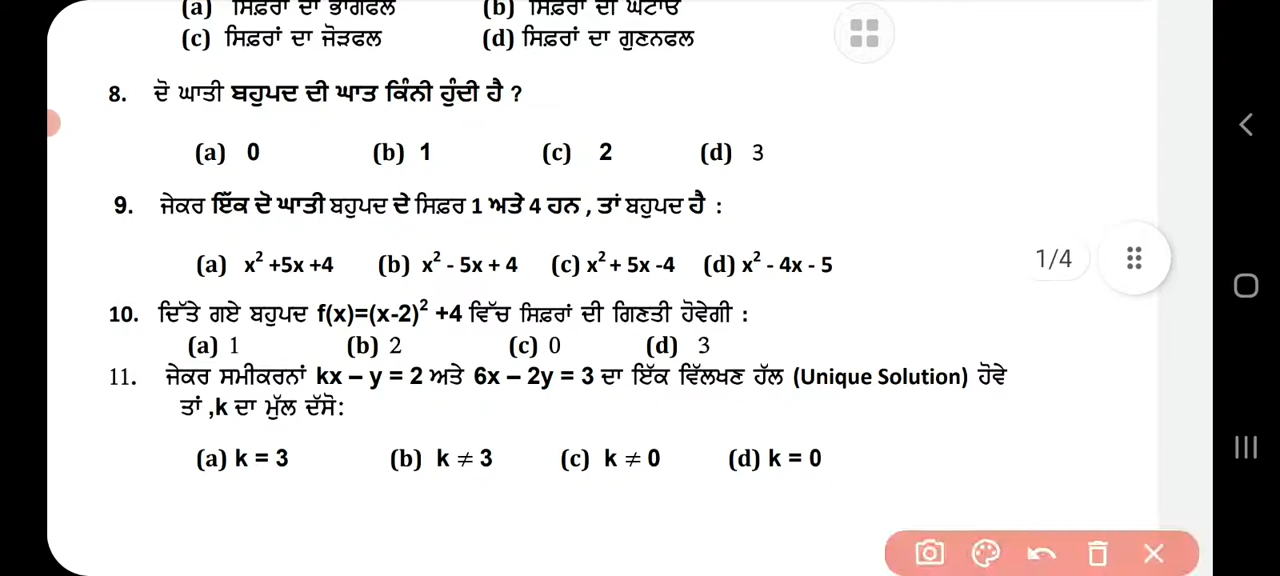 (a) ਸਿਫ਼ਰਾਂ ਦਾ ਭਾਗਫਲ (b) ਸਿਫ਼ਰਾਂ ਦੀ ਘਟਾਓ
(c) ਸਿਫ਼ਰਾਂ ਦਾ ਜੋੜਫਲ (d) ਸਿਫ਼ਰਾਂ ਦਾ ਗੁਣਨਫਲ
8. ਦੋ ਘਾਤੀ ਬਹੁਪਦ ਦੀ ਘਾਤ ਕਿੰਨੀ ਹੁੰਦੀ ਹੈ ?
(a) 0 (b) 1 (c) 2 (d) 3
9. ਜੇਕਰ ਇੱਕ ਦੋ ਘਾਤੀ ਬਹੁਪਦ ਦੇ ਸਿਫ਼ਰ 1 ਅਤੇ 4 ਹਨ , ਤਾਂ ਬਹੁਪਦ ਹੈ :
(a) x² +5x +4 (b) x² - 5x + 4 (c) x² + 5x -4 (d) x² - 4x - 5
1/4
10. ਦਿੱਤੇ ਗਏ ਬਹੁਪਦ f(x)=(x-2)² +4 ਵਿੱਚ ਸਿਫ਼ਰਾਂ ਦੀ ਗਿਣਤੀ ਹੋਵੇਗੀ :
(a) 1 (b) 2 (c) 0 (d) 3
11. ਜੇਕਰ ਸਮੀਕਰਨਾਂ kx – y = 2 ਅਤੇ 6x – 2y = 3 ਦਾ ਇੱਕ ਵਿੱਲਖਣ ਹੱਲ (Unique Solution) ਹੋਵੇ
ਤਾਂ ,k ਦਾ ਮੁੱਲ ਦੱਸੋ:
(a) k = 3 (b) k ≠ 3 (c) k ≠ 0 (d) k = 0